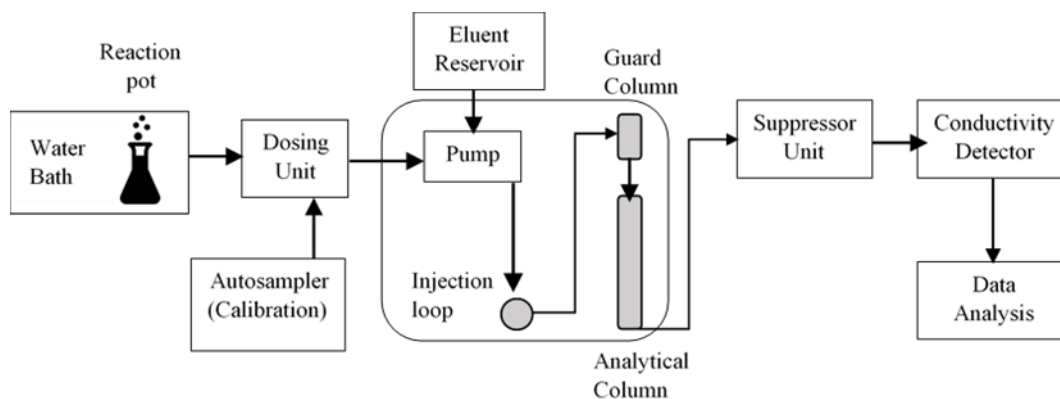 Reaction
pot
Water
Bath
Dosing
Unit
Autosampler
(Calibration)
Eluent
Reservoir
Pump
Injection
loop
Guard
Column
Analytical
Column
Suppressor
Unit
Conductivity
Detector
Data
Analysis